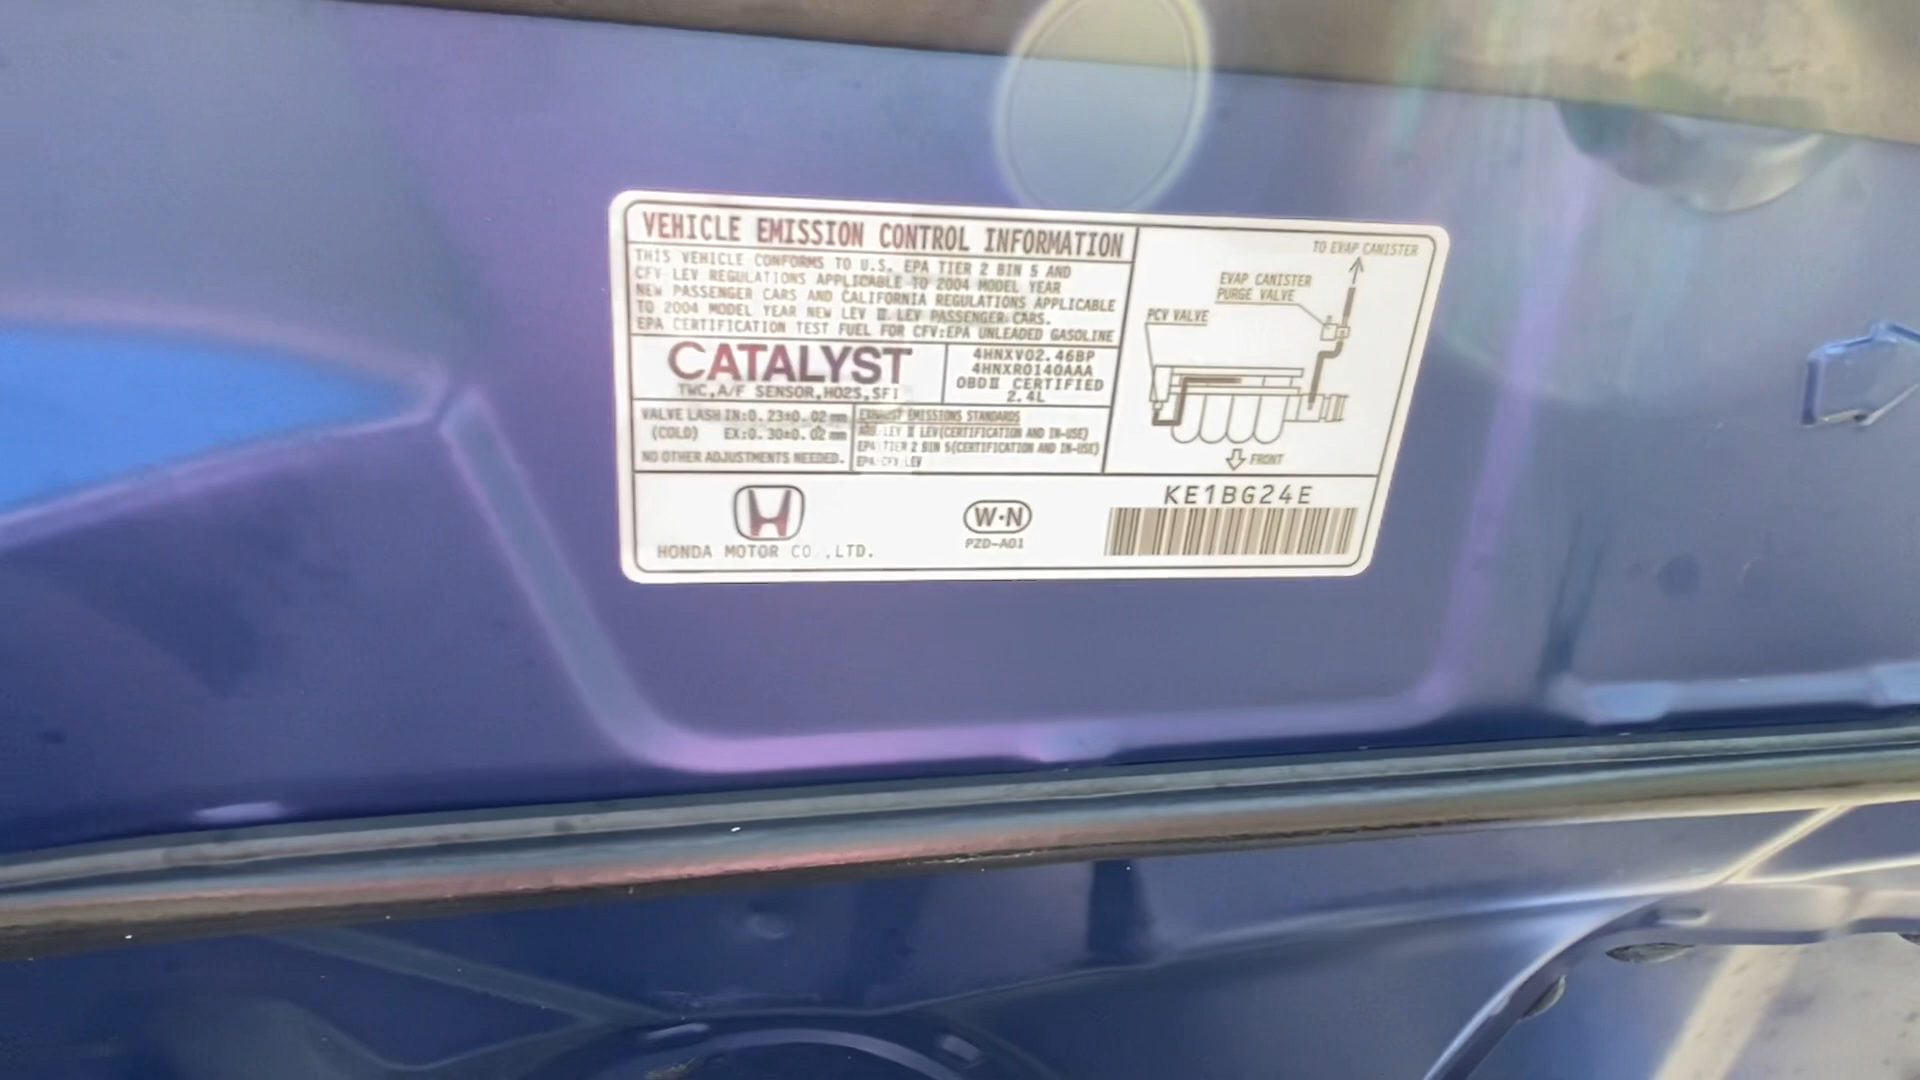 VEHICLE EMISSION CONTROL INFORMATION
THIS VEHICLE CONFORMS TO U.S. EPA TIER 2 BIN 5 AND
CFV LEV REGULATIONS APPLICABLE TO 2004 MODEL YEAR
NEW PASSENGER CARS AND CALIFORNIA REGULATIONS APPLICABLE
TO 2004 MODEL YEAR NEW LEV II LEV PASSENGER CARS.
EPA CERTIFICATION TEST FUEL FOR CFV:EPA UNLEADED GASOLINE
CATALYST
TWC,A/F SENSOR,HO2S,SFI
4HNXV02.46BP
4HNXR0140AAA
OBDII CERTIFIED
2.4L
VALVE LASH IN:0.23±0.02 mm
(COLD) EX:0.30±0.02 mm
NO OTHER ADJUSTMENTS NEEDED.
EXHAUST EMISSIONS STANDARDS
ARB:LEV II LEV(CERTIFICATION AND IN-USE)
EPA:TIER 2 BIN 5(CERTIFICATION AND IN-USE)
EPA:CFV LEV
TO EVAP CANISTER
EVAP CANISTER
PURGE VALVE
PCV VALVE
FRONT
HONDA MOTOR CO.,LTD.
W·N
PZD-A01
KE1BG24E